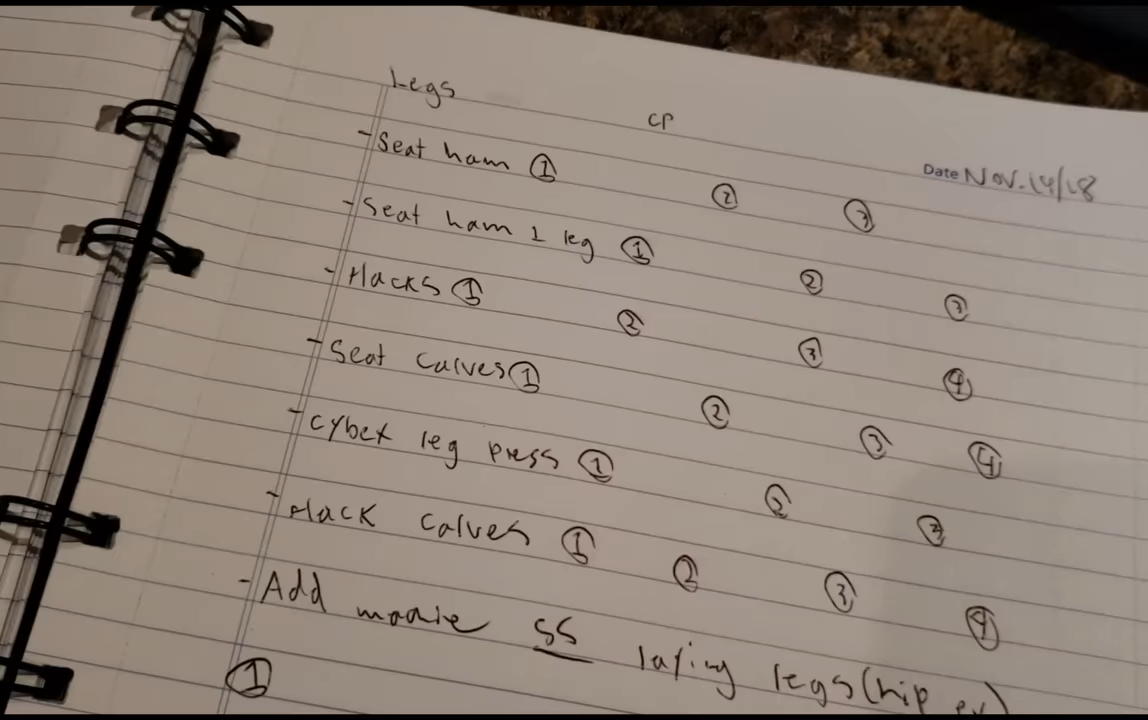 Legs
CP
Date Nov. 14/18
- Seat ham ① ② ③
- Seat ham 1 leg ① ② ③
- Hacks ① ② ③ ④
- Seat calves ① ② ③ ④
- Cybex leg press ① ② ③
- Hack calves ① ② ③ ④
- Add SS laying legs (hip
①